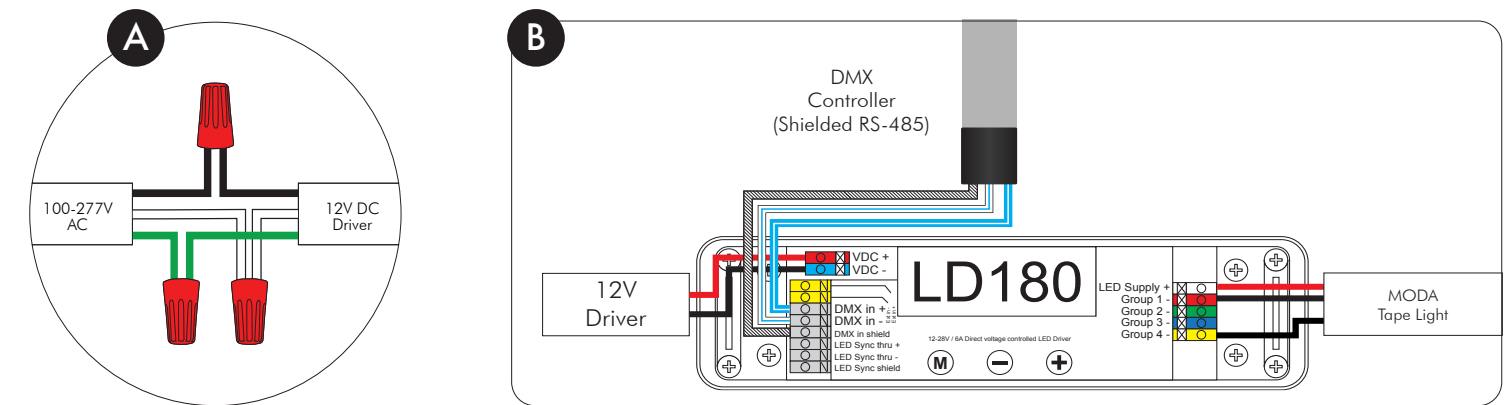 A
100-277V
AC
12V DC
Driver
B
DMX
Controller
(Shielded RS-485)
12V
Driver
VDC +
VDC -
DMX in +
DMX in -
DMX in shield
LED Sync thru +
LED Sync thru -
LED Sync shield
LD180
12-28V / 6A Direct voltage controlled LED Driver
M
LED Supply +
Group 1 -
Group 2 -
Group 3 -
Group 4 -
MODA
Tape Light